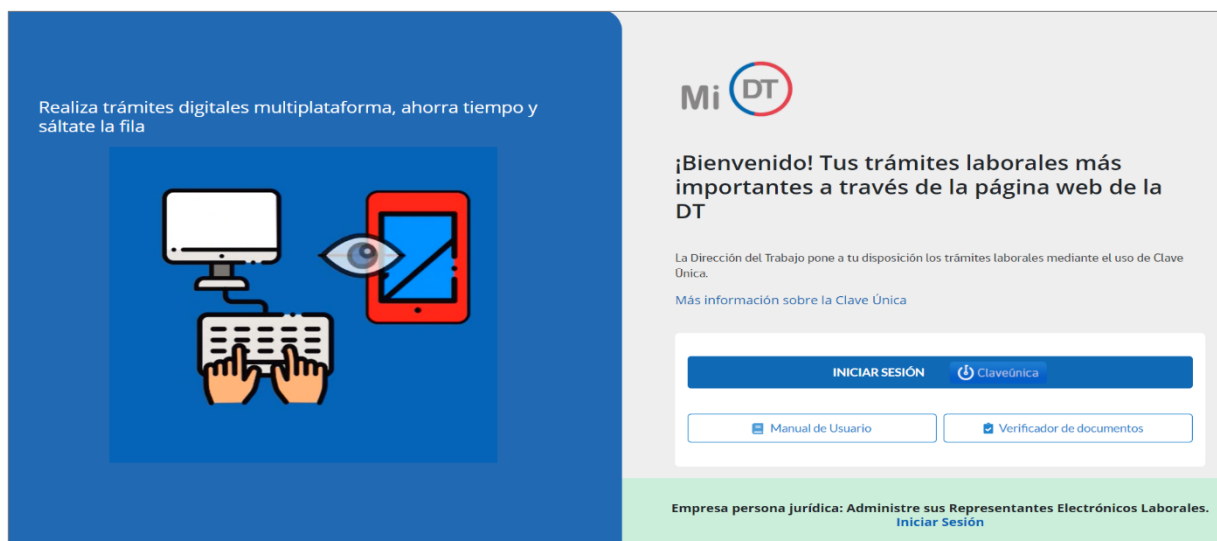 Realiza trámites digitales multiplataforma, ahorra tiempo y
sáltate la fila
Mi DT
¡Bienvenido! Tus trámites laborales más
importantes a través de la página web de la
DT
La Dirección del Trabajo pone a tu disposición los trámites laborales mediante el uso de Clave
Única.
Más información sobre la Clave Única
INICIAR SESIÓN ClaveÚnica
Manual de Usuario
Verificador de documentos
Empresa persona jurídica: Administre sus Representantes Electrónicos Laborales.
Iniciar Sesión